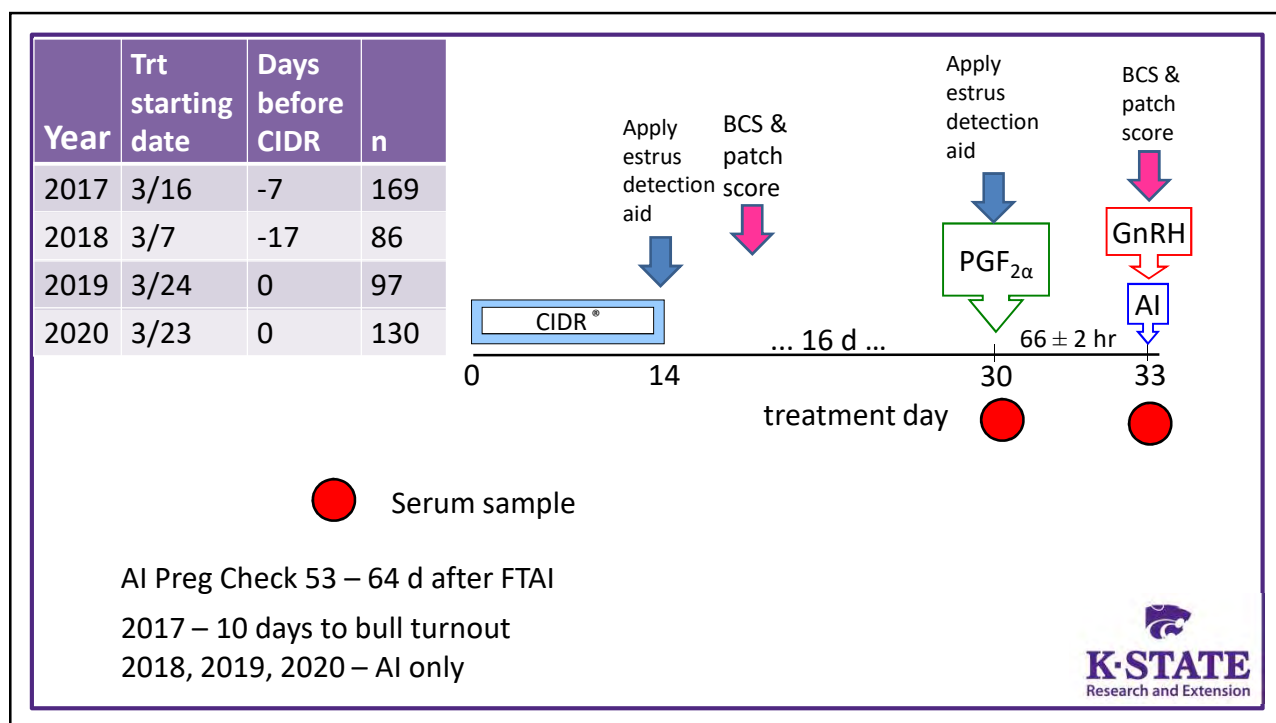 Year Trt starting date Days before CIDR n
2017 3/16 -7 169
2018 3/7 -17 86
2019 3/24 0 97
2020 3/23 0 130
Apply
estrus
detection
aid
BCS &
patch
score
Apply
estrus
detection
aid
BCS &
patch
score
PGF2α
GnRH
AI
CIDR ®
... 16 d ...
66 ± 2 hr
0 14 30 33
treatment day
Serum sample
AI Preg Check 53 – 64 d after FTAI
2017 – 10 days to bull turnout
2018, 2019, 2020 – AI only
K-STATE
Research and Extension